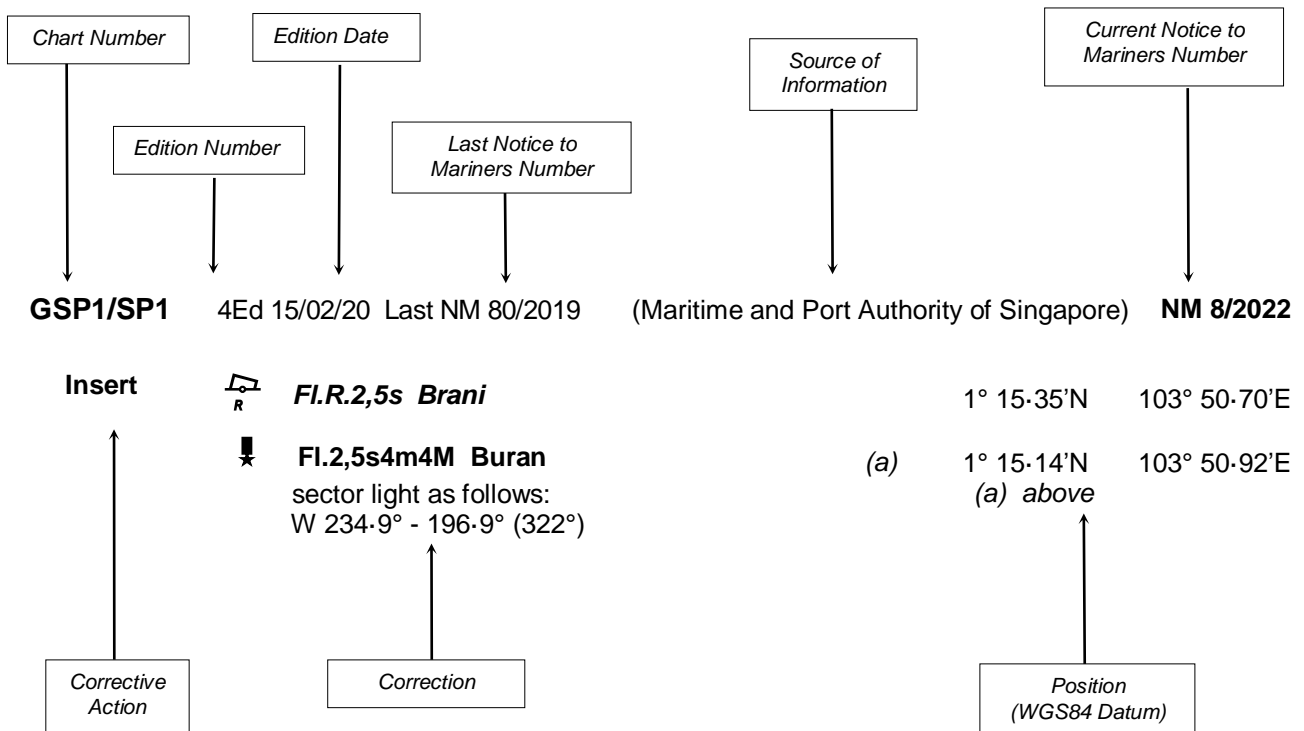 Chart Number
Edition Date
Source of
Information
Current Notice to
Mariners Number
Edition Number
Last Notice to
Mariners Number
GSP1/SP1 4Ed 15/02/20 Last NM 80/2019 (Maritime and Port Authority of Singapore) NM 8/2022
Insert R Fl.R.2,5s Brani 1° 15·35'N 103° 50·70'E
Fl.2,5s4m4M Buran (a) 1° 15·14'N 103° 50·92'E
sector light as follows: (a) above
W 234·9° - 196·9° (322°)
Corrective
Action
Correction
Position
(WGS84 Datum)